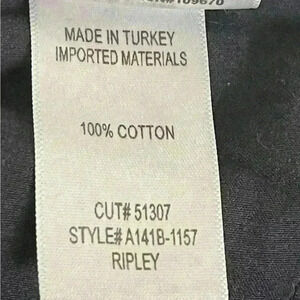 MADE IN TURKEY
IMPORTED MATERIALS
100% COTTON
CUT# 51307
STYLE# A141B-1157
RIPLEY